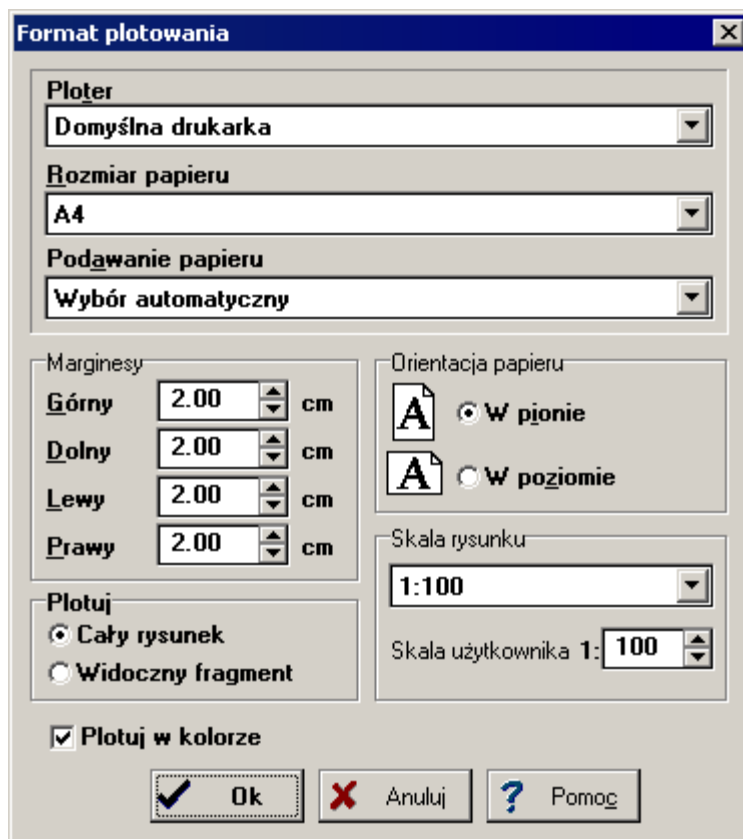 Format plotowania
Ploter
Domyślna drukarka
Rozmiar papieru
A4
Podawanie papieru
Wybór automatyczny
Marginesy
Górny 2.00 cm
Dolny 2.00 cm
Lewy 2.00 cm
Prawy 2.00 cm
Orientacja papieru
A W pionie
A W poziomie
Skala rysunku
1:100
Skala użytkownika 1: 100
Plotuj
Cały rysunek
Widoczny fragment
Plotuj w kolorze
Ok Anuluj ? Pomoc